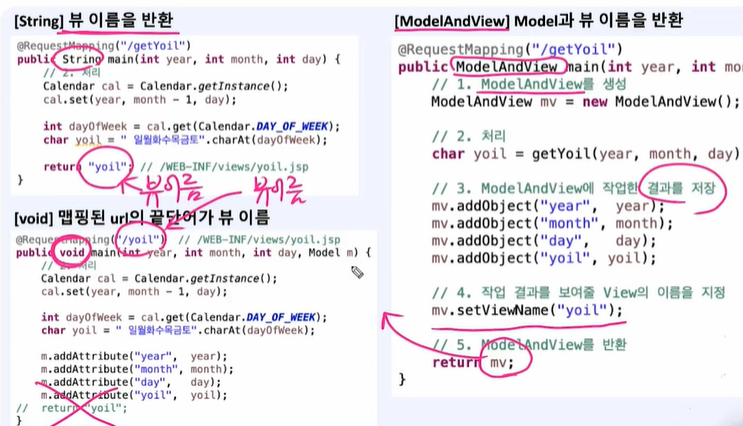 [String] 뷰 이름을 반환
@RequestMapping("/getYoil")
public String main(int year, int month, int day) {
// 2. 처리
Calendar cal = Calendar.getInstance();
cal.set(year, month - 1, day);
int dayOfWeek = cal.get(Calendar.DAY_OF_WEEK);
char yoil = " 일월화수목금토".charAt(dayOfWeek);
return "yoil"; // /WEB-INF/views/yoil.jsp
}
뷰이름
뷰이름
[void] 맵핑된 url의 끝단어가 뷰 이름
@RequestMapping("/yoil") // /WEB-INF/views/yoil.jsp
public void main(int year, int month, int day, Model m) {
// 2. 처리
Calendar cal = Calendar.getInstance();
cal.set(year, month - 1, day);
int dayOfWeek = cal.get(Calendar.DAY_OF_WEEK);
char yoil = " 일월화수목금토".charAt(dayOfWeek);
m.addAttribute("year", year);
m.addAttribute("month", month);
m.addAttribute("day", day);
m.addAttribute("yoil", yoil);
// return "yoil";
}
[ModelAndView] Model과 뷰 이름을 반환
@RequestMapping("/getYoil")
public ModelAndView main(int year, int mo
// 1. ModelAndView를 생성
ModelAndView mv = new ModelAndView();
// 2. 처리
char yoil = getYoil(year, month, day)
// 3. ModelAndView에 작업한 결과를 저장
mv.addObject("year", year);
mv.addObject("month", month);
mv.addObject("day", day);
mv.addObject("yoil", yoil);
// 4. 작업 결과를 보여줄 View의 이름을 지정
mv.setViewName("yoil");
// 5. ModelAndView를 반환
return mv;
}